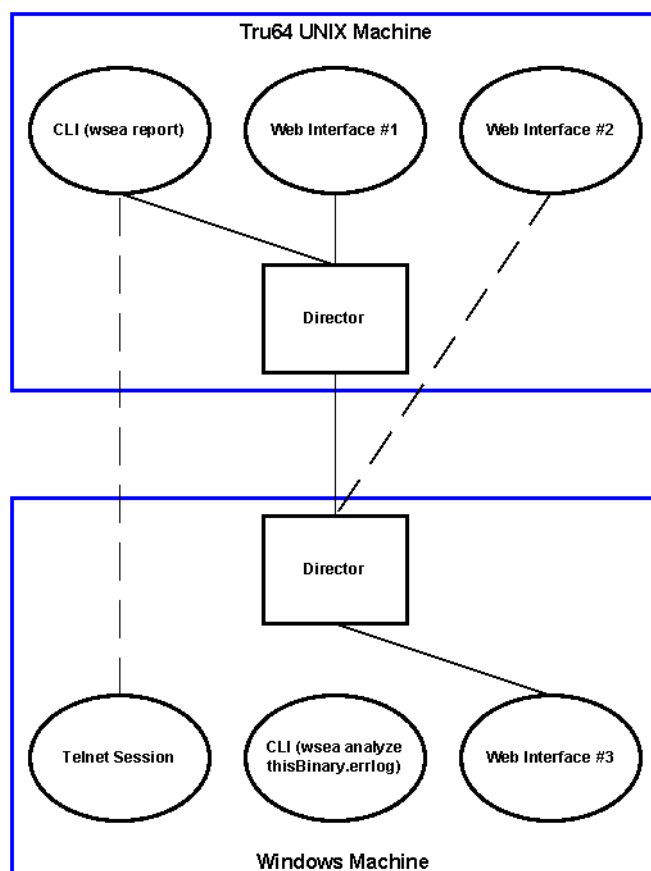 Tru64 UNIX Machine
CLI (wsea report)
Web Interface #1
Web Interface #2
Director
Director
Telnet Session
CLI (wsea analyze
thisBinary.errlog)
Web Interface #3
Windows Machine